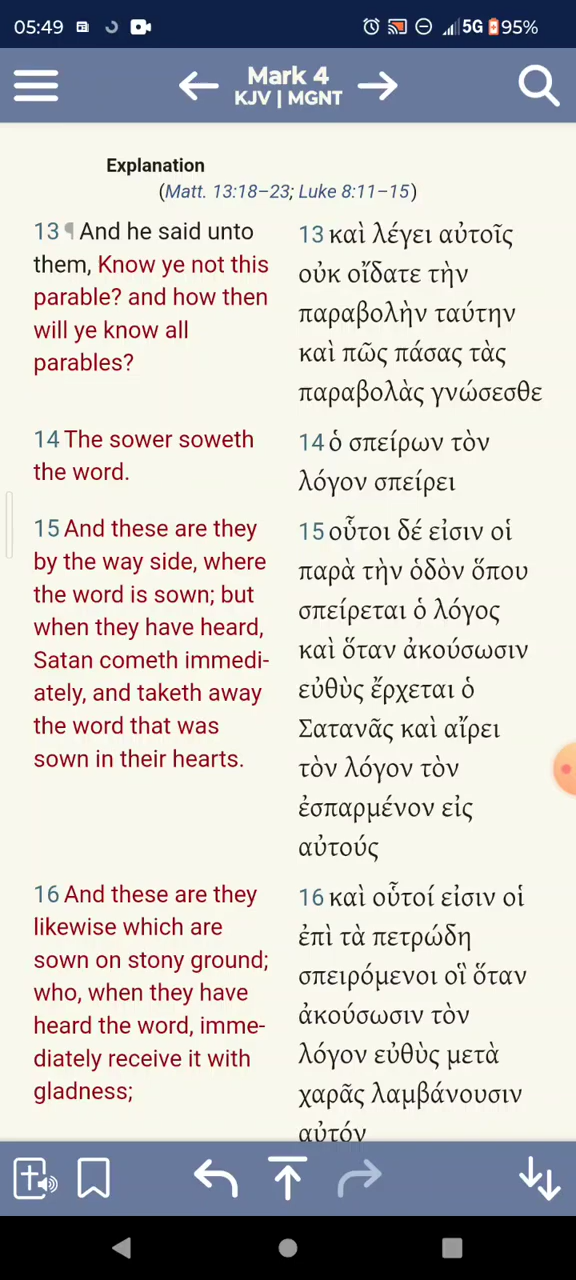 05:49
5G 95%
Mark 4
KJV | MGNT
Explanation
(Matt. 13:18–23; Luke 8:11–15)
13 ¶ And he said unto
them, Know ye not this
parable? and how then
will ye know all
parables?
14 The sower soweth
the word.
15 And these are they
by the way side, where
the word is sown; but
when they have heard,
Satan cometh immedi-
ately, and taketh away
the word that was
sown in their hearts.
16 And these are they
likewise which are
sown on stony ground;
who, when they have
heard the word, imme-
diately receive it with
gladness;
13 καὶ λέγει αὐτοῖς
οὐκ οἴδατε τὴν
παραβολὴν ταύτην
καὶ πῶς πάσας τὰς
παραβολὰς γνώσεσθε
14 ὁ σπείρων τὸν
λόγον σπείρει
15 οὗτοι δέ εἰσιν οἱ
παρὰ τὴν ὁδὸν ὅπου
σπείρεται ὁ λόγος
καὶ ὅταν ἀκούσωσιν
εὐθὺς ἔρχεται ὁ
Σατανᾶς καὶ αἴρει
τὸν λόγον τὸν
ἐσπαρμένον εἰς
αὐτούς
16 καὶ οὗτοί εἰσιν οἱ
ἐπὶ τὰ πετρώδη
σπειρόμενοι οἳ ὅταν
ἀκούσωσιν τὸν
λόγον εὐθὺς μετὰ
χαρᾶς λαμβάνουσιν
αὐτόν